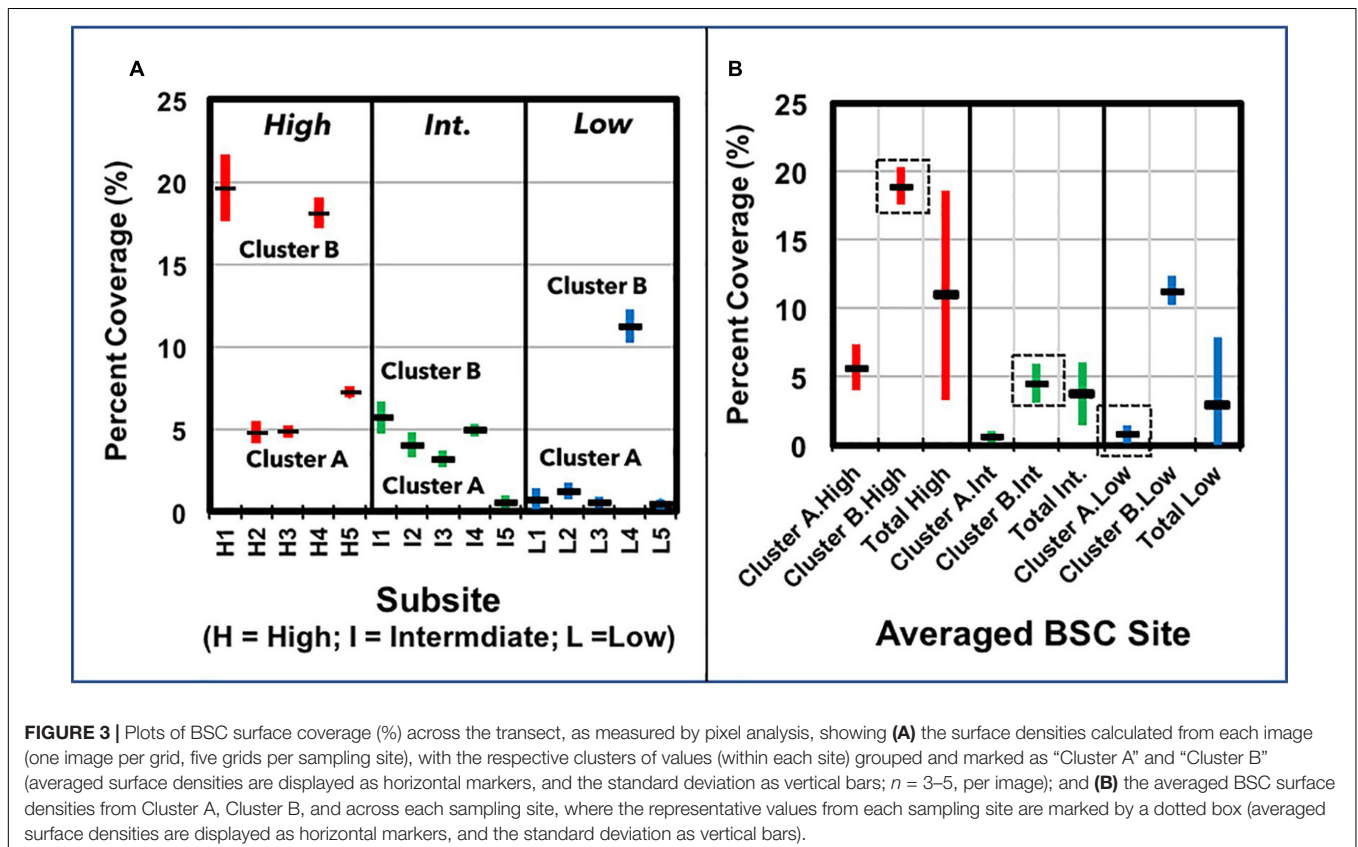 A
25
20
15
10
5
0
Percent Coverage (%)
High
Int.
Low
Cluster B
Cluster A
Cluster B
Cluster A
Cluster B
Cluster A
H1
H2
H3
H4
H5
I1
I2
I3
I4
I5
L1
L2
L3
L4
L5
Subsite
(H = High; I = Intermdiate; L =Low)
B
25
20
15
10
5
0
Percent Coverage (%)
Cluster A.High
Cluster B.High
Total High
Cluster A.Int
Cluster B.Int
Total Int.
Cluster A.Low
Cluster B.Low
Total Low
Averaged BSC Site
FIGURE 3 | Plots of BSC surface coverage (%) across the transect, as measured by pixel analysis, showing (A) the surface densities calculated from each image
(one image per grid, five grids per sampling site), with the respective clusters of values (within each site) grouped and marked as “Cluster A” and “Cluster B”
(averaged surface densities are displayed as horizontal markers, and the standard deviation as vertical bars; n = 3–5, per image); and (B) the averaged BSC surface
densities from Cluster A, Cluster B, and across each sampling site, where the representative values from each sampling site are marked by a dotted box (averaged
surface densities are displayed as horizontal markers, and the standard deviation as vertical bars).